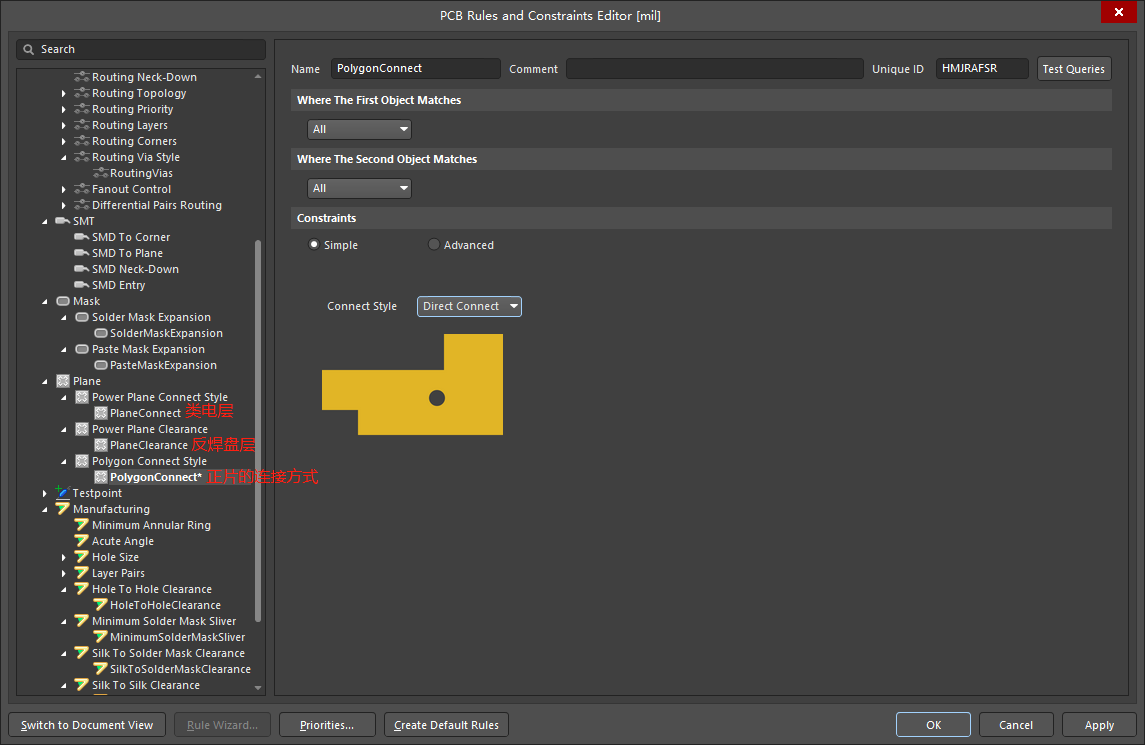 PCB Rules and Constraints Editor [mil]
Search
Routing Neck-Down
Routing Topology
Routing Priority
Routing Layers
Routing Corners
Routing Via Style
RoutingVias
Fanout Control
Differential Pairs Routing
SMT
SMD To Corner
SMD To Plane
SMD Neck-Down
SMD Entry
Mask
Solder Mask Expansion
SolderMaskExpansion
Paste Mask Expansion
PasteMaskExpansion
Plane
Power Plane Connect Style
PlaneConnect 类电层
Power Plane Clearance
PlaneClearance 反焊盘层
Polygon Connect Style
PolygonConnect* 正片的连接方式
Testpoint
Manufacturing
Minimum Annular Ring
Acute Angle
Hole Size
Layer Pairs
Hole To Hole Clearance
HoleToHoleClearance
Minimum Solder Mask Sliver
MinimumSolderMaskSliver
Silk To Solder Mask Clearance
SilkToSolderMaskClearance
Silk To Silk Clearance
Name PolygonConnect Comment Unique ID HMJRAFSR Test Queries
Where The First Object Matches
All
Where The Second Object Matches
All
Constraints
Simple Advanced
Connect Style Direct Connect
Switch to Document View Rule Wizard... Priorities... Create Default Rules OK Cancel Apply